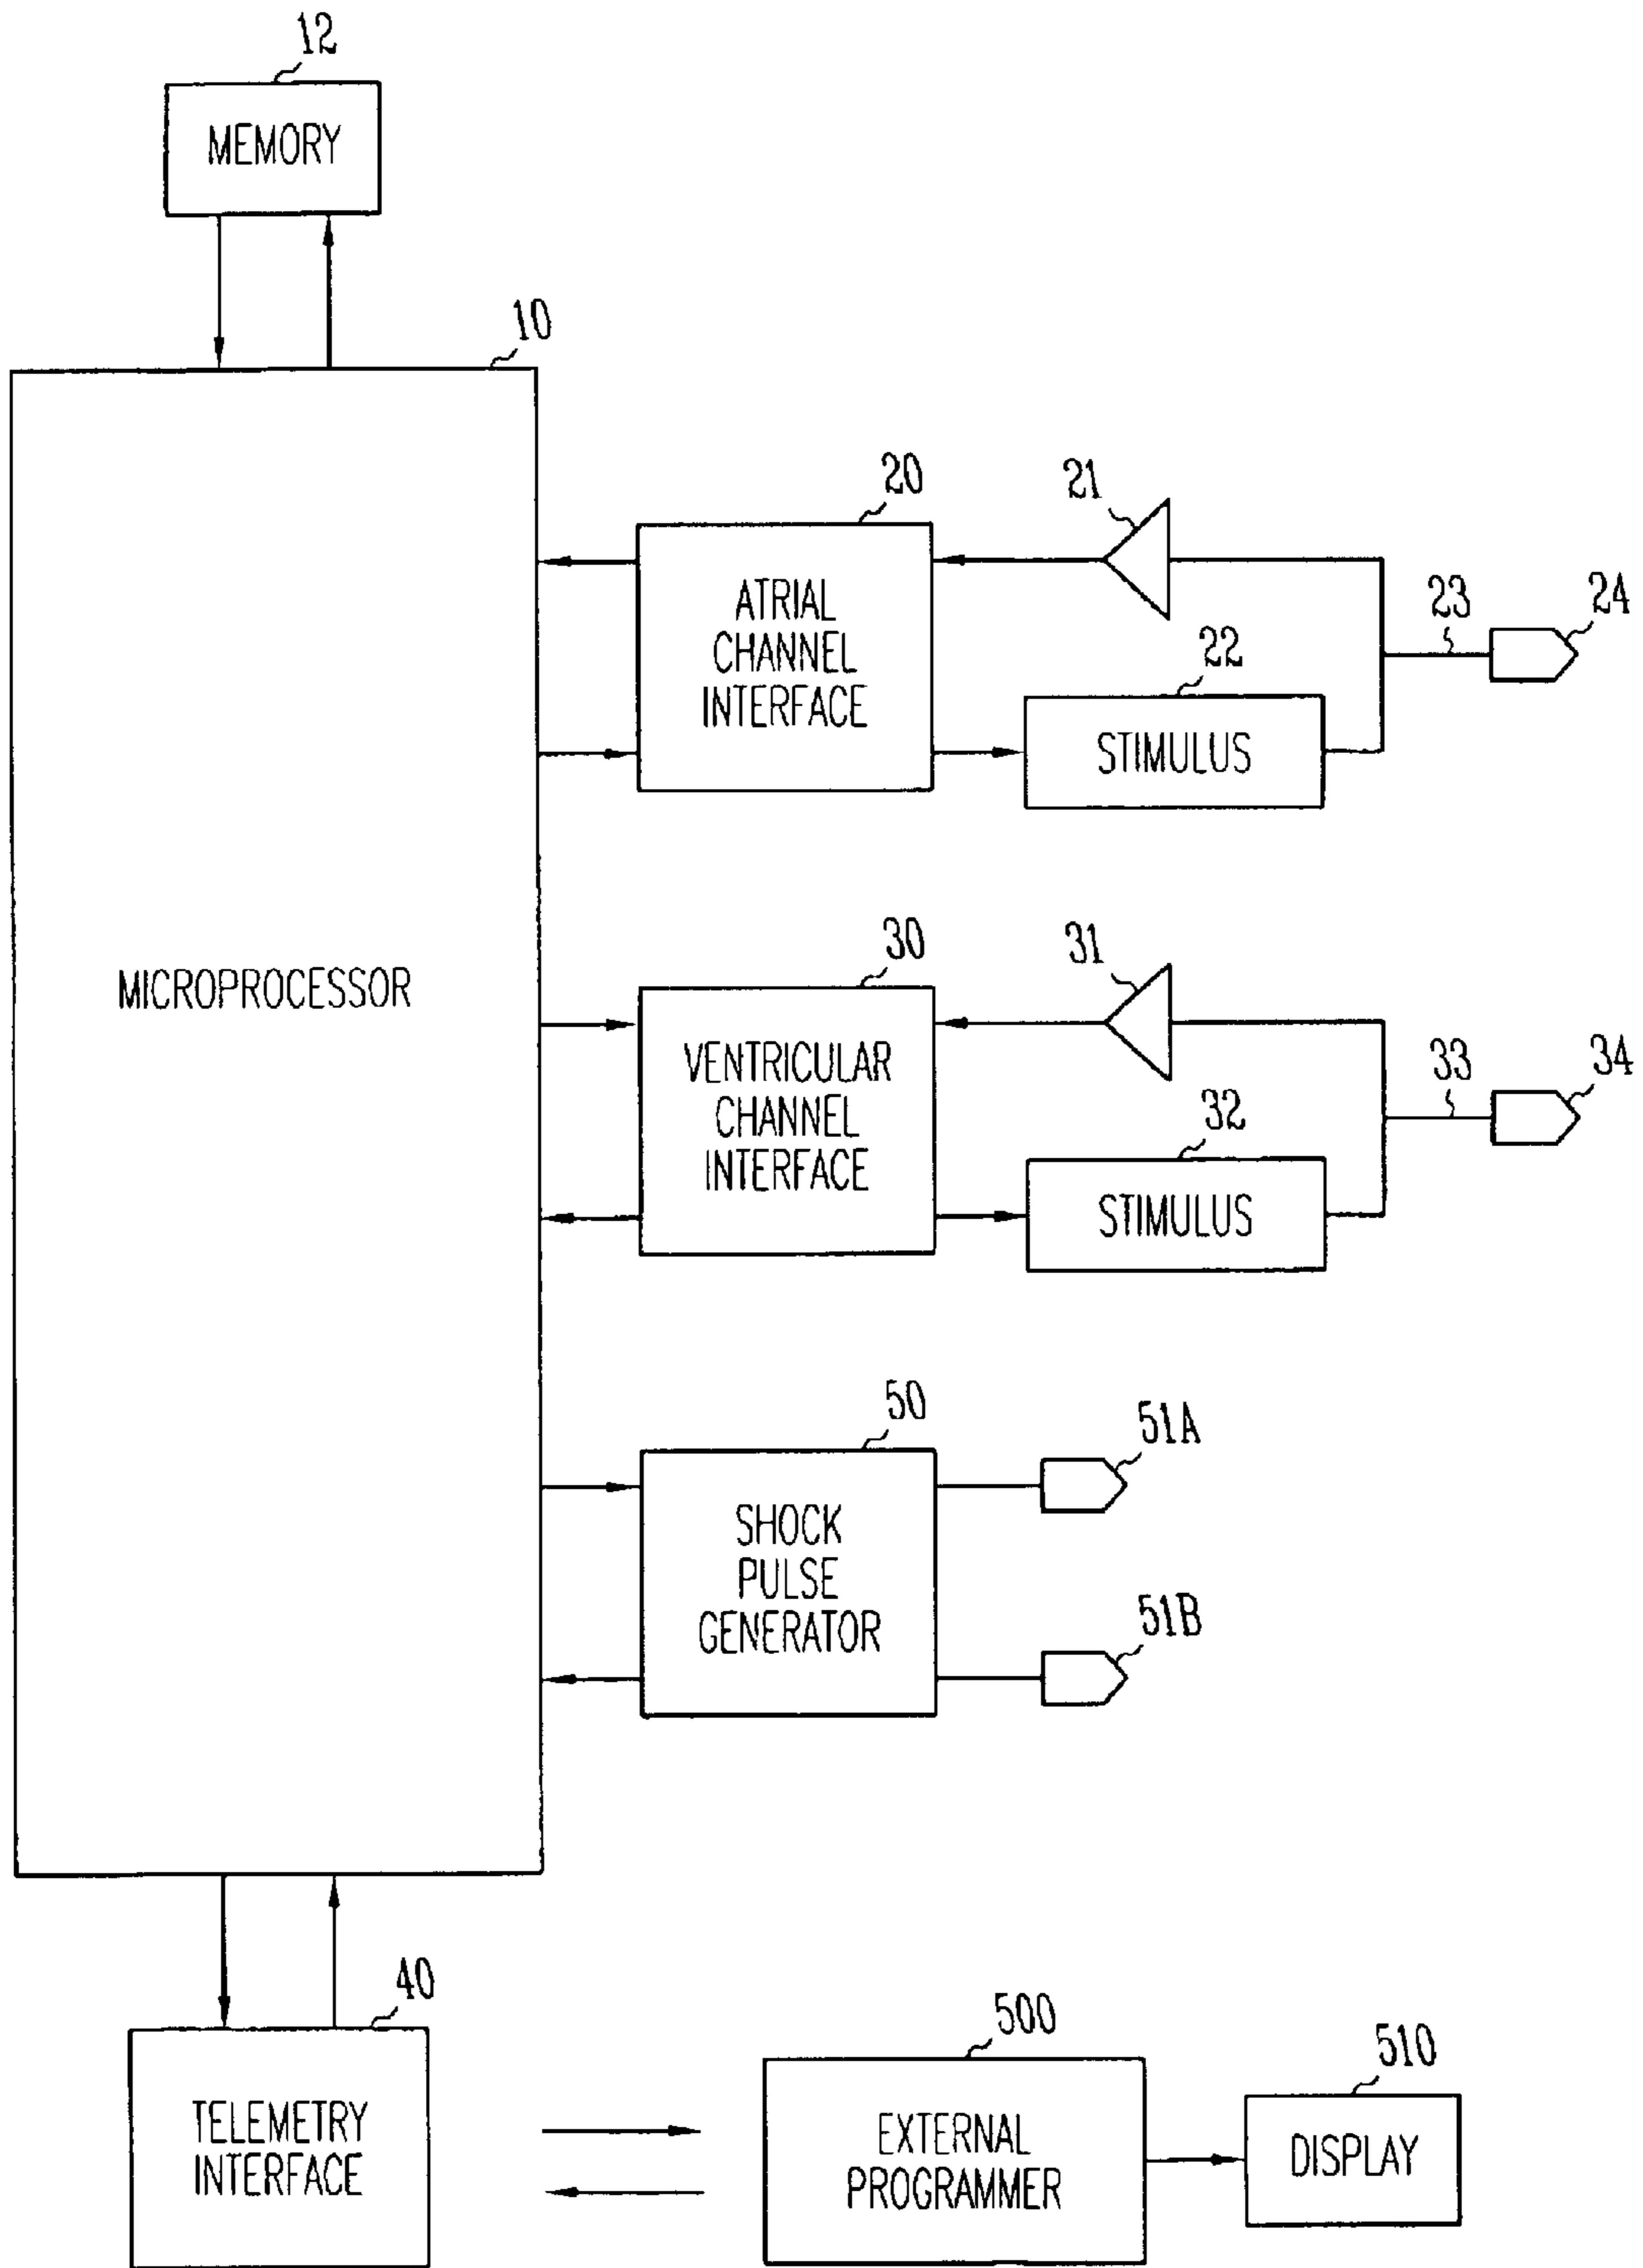 12
MEMORY
10
MICROPROCESSOR
20
ATRIAL
CHANNEL
INTERFACE
21
22
STIMULUS
23
24
30
VENTRICULAR
CHANNEL
INTERFACE
31
32
STIMULUS
33
34
50
SHOCK
PULSE
GENERATOR
51A
51B
40
TELEMETRY
INTERFACE
500
EXTERNAL
PROGRAMMER
510
DISPLAY